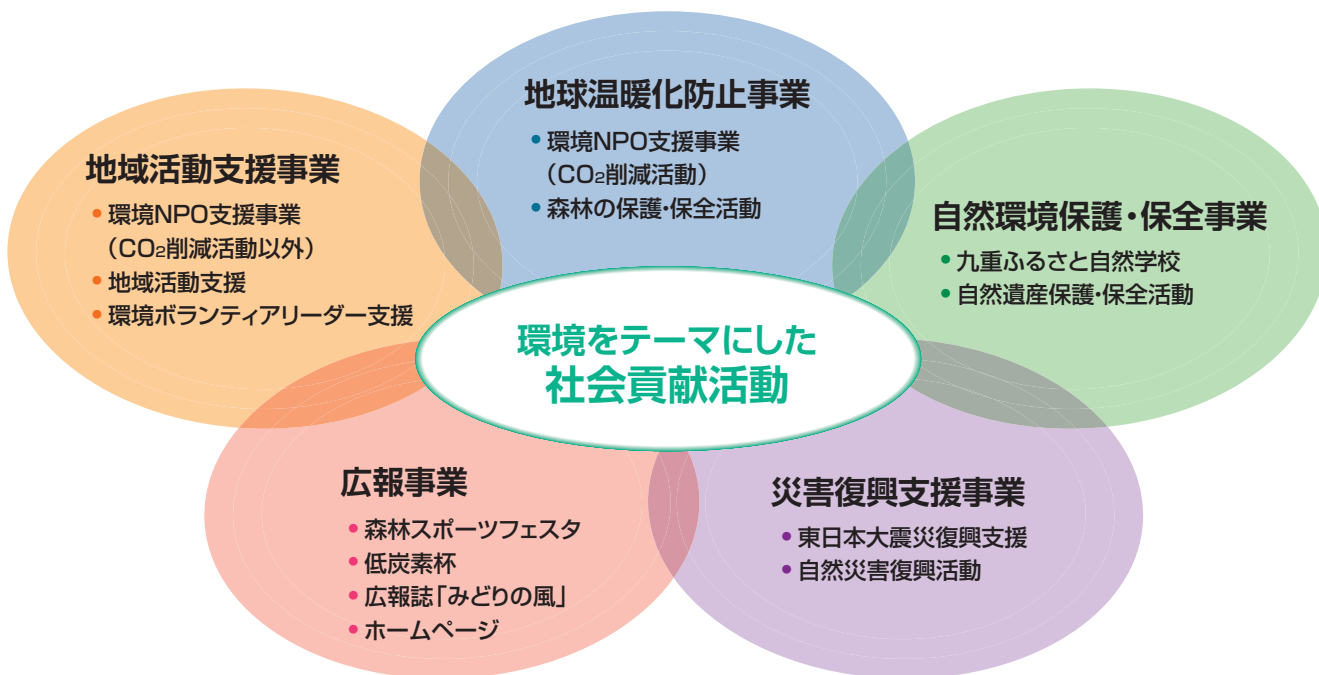 地球温暖化防止事業
• 環境NPO支援事業
（CO₂削減活動）
• 森林の保護・保全活動
地域活動支援事業
• 環境NPO支援事業
（CO₂削減活動以外）
• 地域活動支援
• 環境ボランティアリーダー支援
自然環境保護・保全事業
• 九重ふるさと自然学校
• 自然遺産保護・保全活動
環境をテーマにした
社会貢献活動
広報事業
• 森林スポーツフェスタ
• 低炭素杯
• 広報誌「みどりの風」
• ホームページ
災害復興支援事業
• 東日本大震災復興支援
• 自然災害復興活動